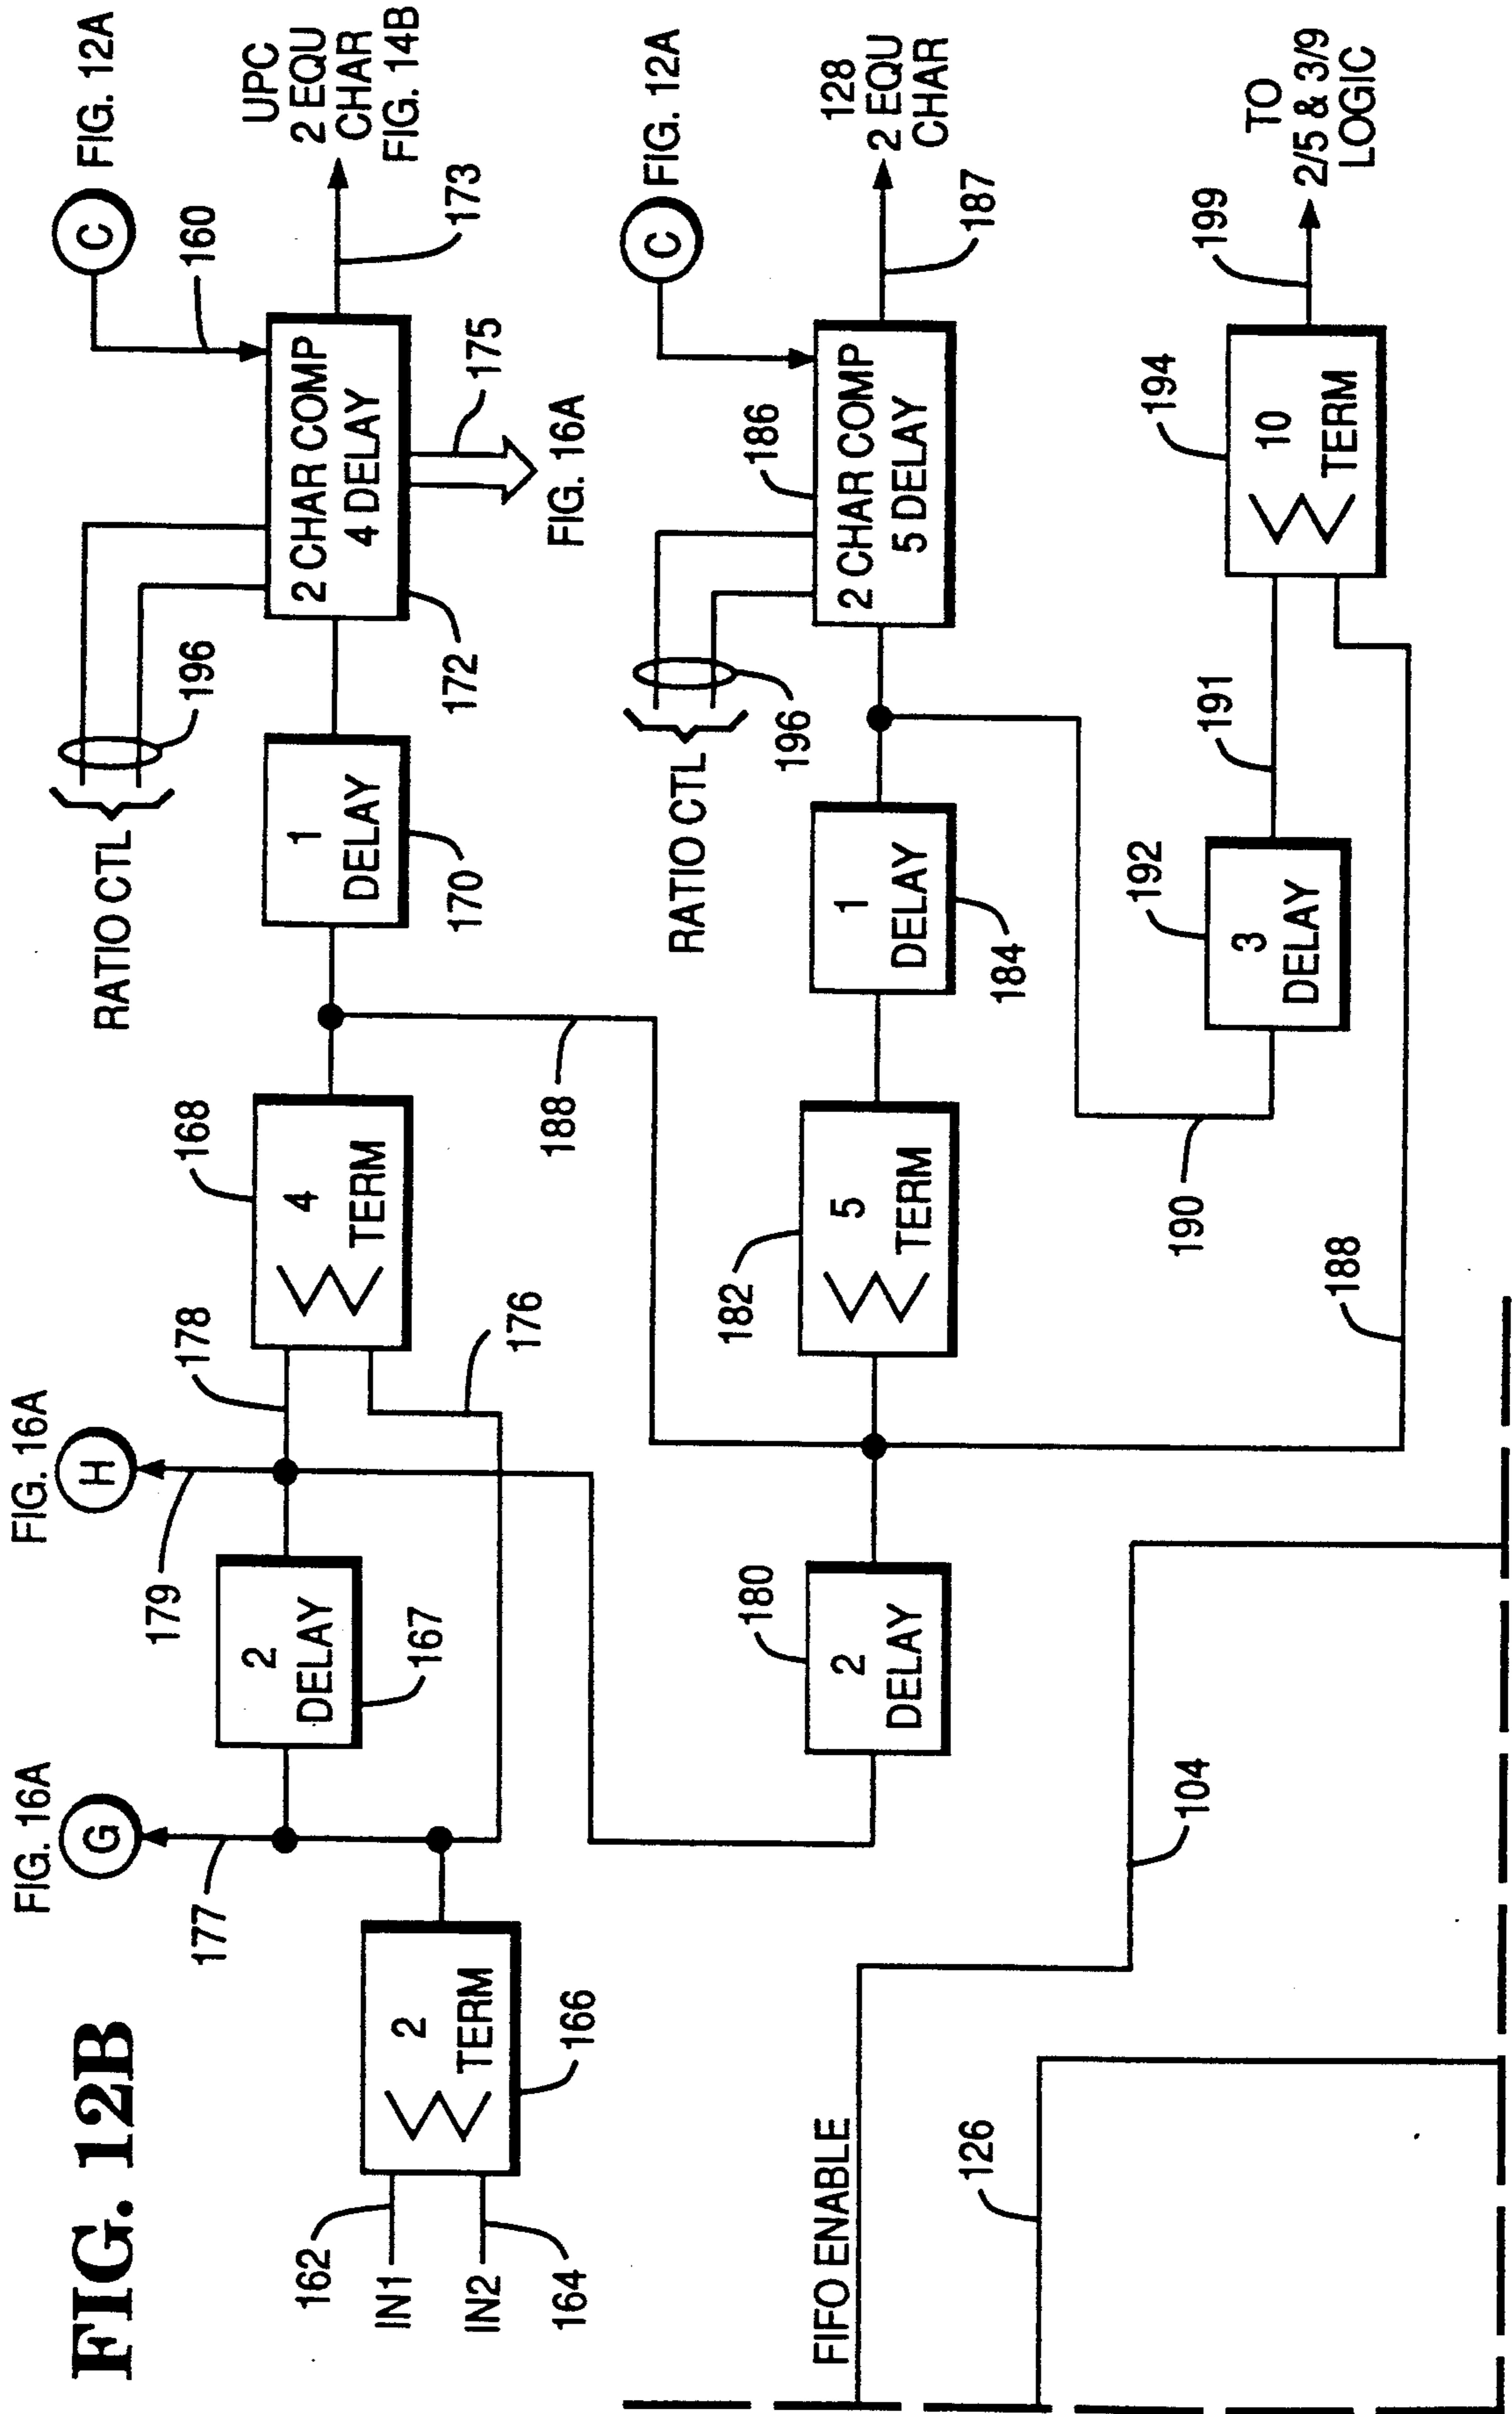 FIG. 12B
FIG. 16A
G
177
FIG. 16A
H
179
178
RATIO CTL
196
C
FIG. 12A
160
IN1
162
IN2
164
Σ 2
TERM
166
2
DELAY
167
176
Σ 4
TERM
168
188
1
DELAY
170
2 CHAR COMP
4 DELAY
172
175
FIG. 16A
173
UPC
2 EQU
CHAR
FIG. 14B
2
DELAY
180
Σ 5
TERM
182
1
DELAY
184
RATIO CTL
196
2 CHAR COMP
5 DELAY
186
C
FIG. 12A
187
128
2 EQU
CHAR
190
3
DELAY
192
191
188
Σ 10
TERM
194
199
TO
2/5 & 3/9
LOGIC
FIFO ENABLE
104
126